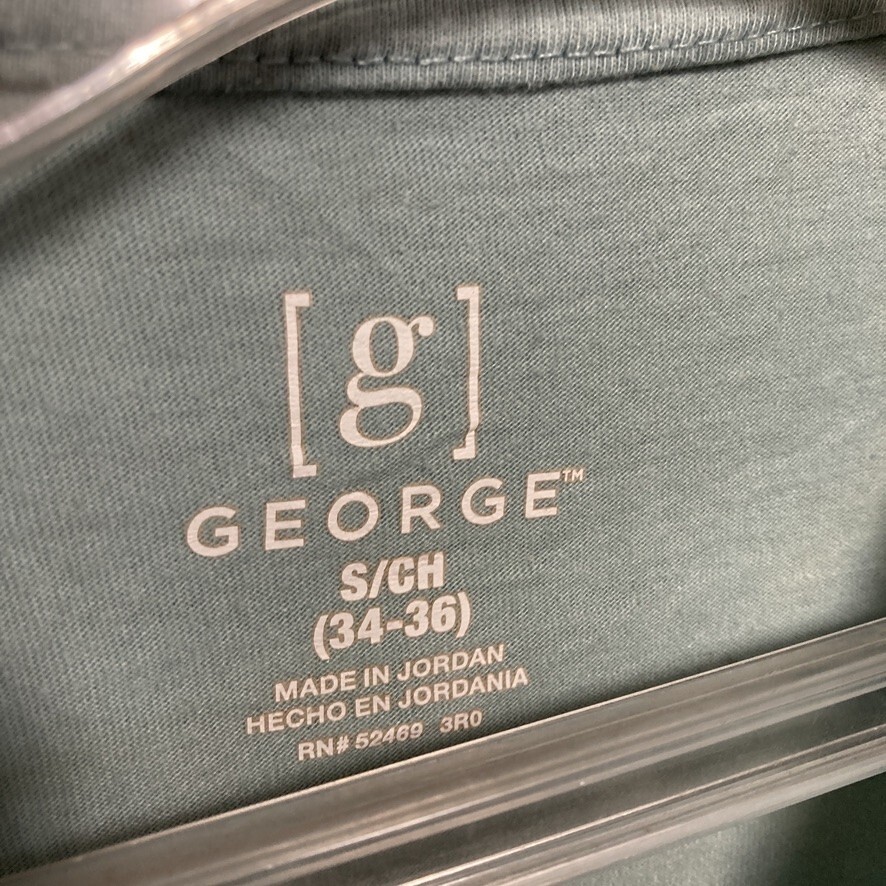 [g]
GEORGE™
S/CH
(34-36)
MADE IN JORDAN
HECHO EN JORDANIA
RN# 52469 3R0